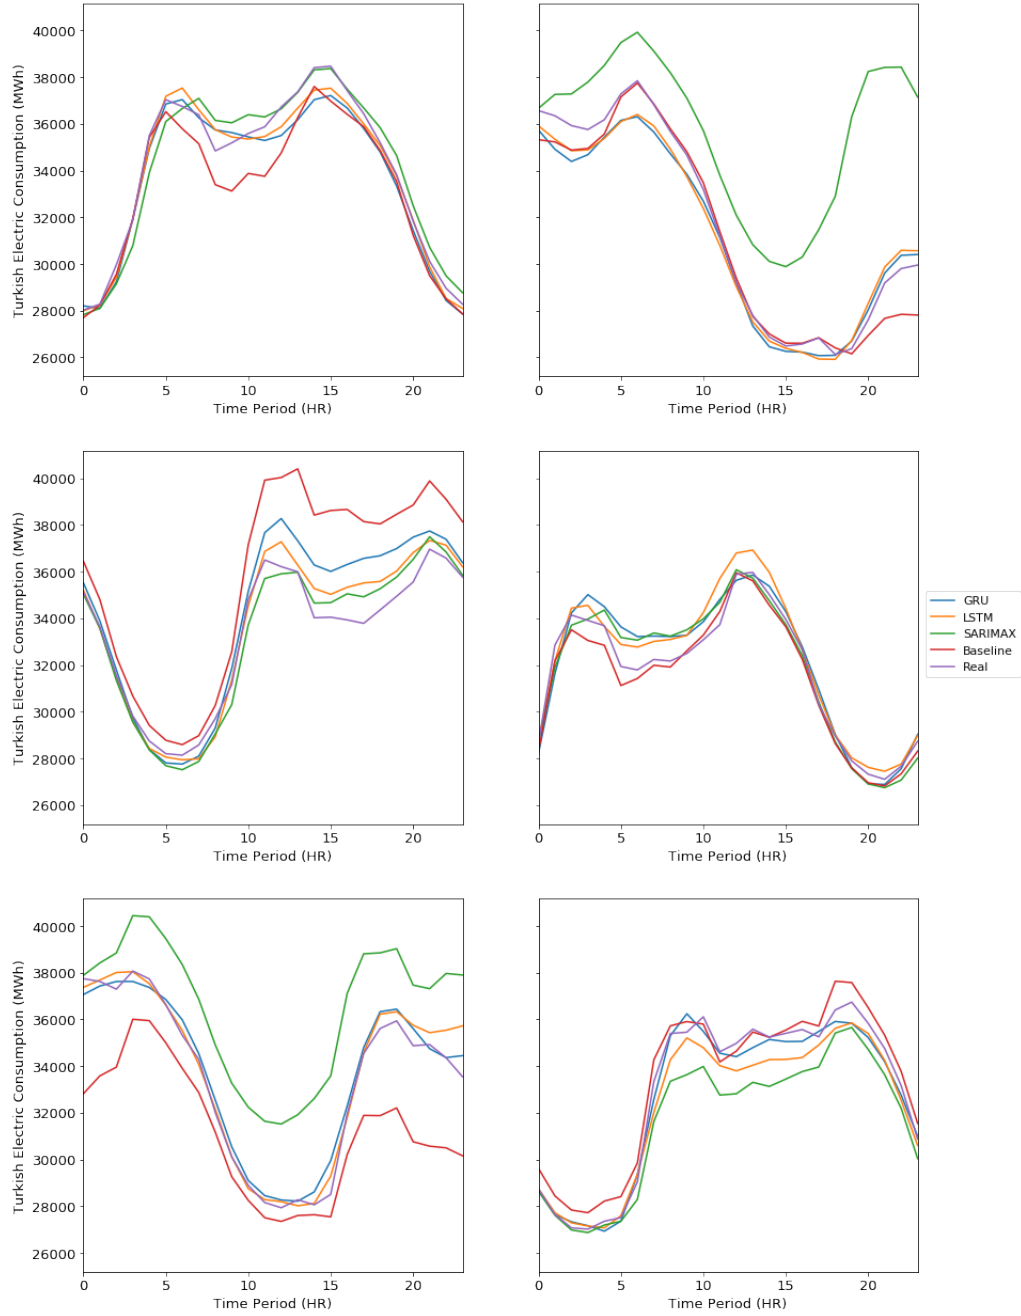 40000
38000
36000
34000
32000
30000
28000
26000
Turkish Electric Consumption (MWh)
0 5 10 15 20
Time Period (HR)
0 5 10 15 20
Time Period (HR)
40000
38000
36000
34000
32000
30000
28000
26000
Turkish Electric Consumption (MWh)
0 5 10 15 20
Time Period (HR)
0 5 10 15 20
Time Period (HR)
GRU
LSTM
SARIMAX
Baseline
Real
40000
38000
36000
34000
32000
30000
28000
26000
Turkish Electric Consumption (MWh)
0 5 10 15 20
Time Period (HR)
0 5 10 15 20
Time Period (HR)